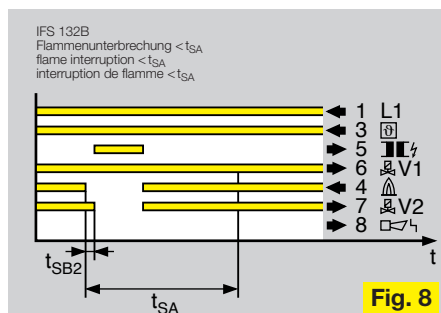 IFS 132B
Flammenunterbrechung < tSA
flame interruption < tSA
interruption de flamme < tSA
1 L1
3 ϑ
5
6 V1
4
7 V2
8
t
tSB2
tSA
Fig. 8